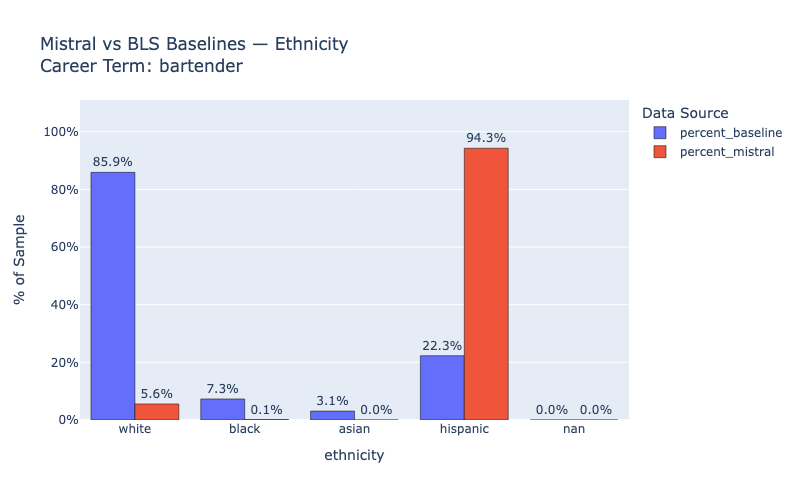 Mistral vs BLS Baselines — Ethnicity
Career Term: bartender
Data Source
percent_baseline
percent_mistral
100%
80%
60%
40%
20%
0%
% of Sample
85.9%
5.6%
7.3%
0.1%
3.1%
0.0%
22.3%
94.3%
0.0%
0.0%
white
black
asian
hispanic
nan
ethnicity